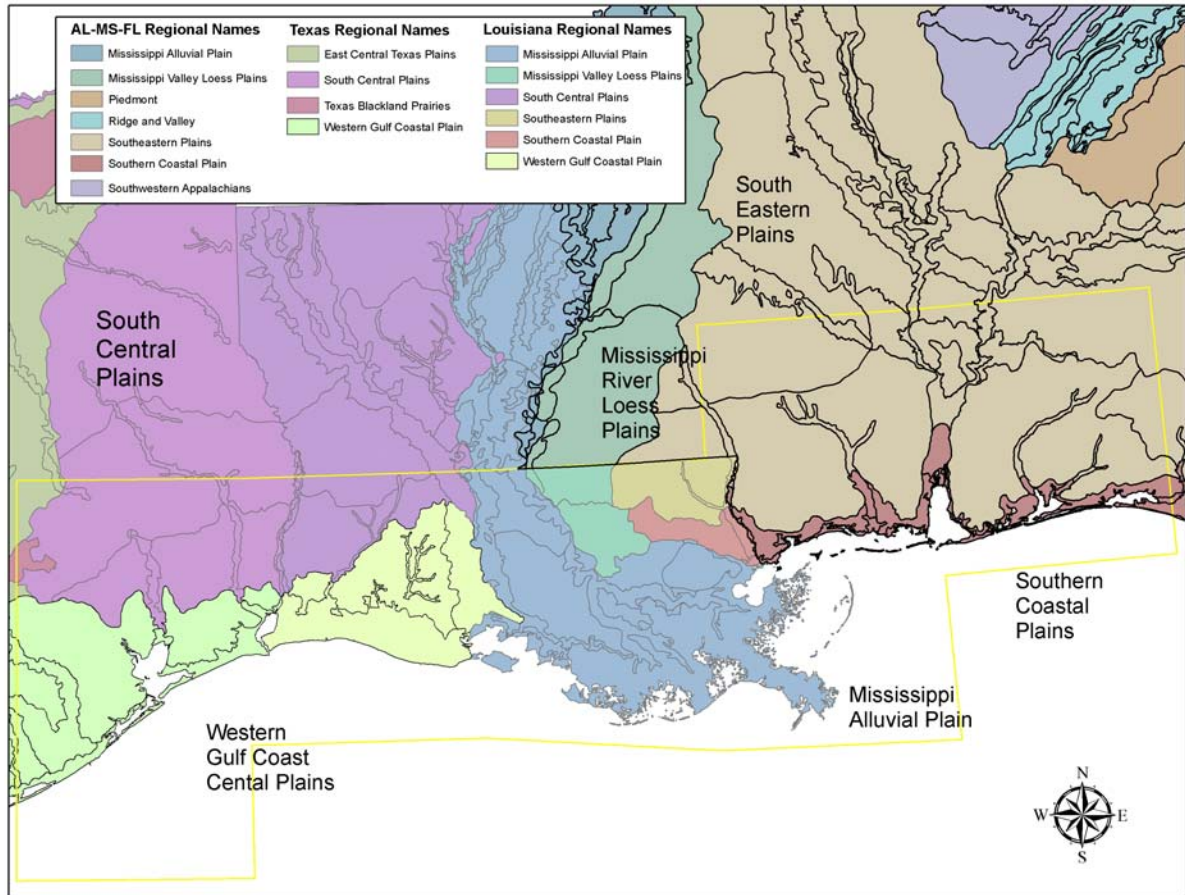 AL-MS-FL Regional Names
Mississippi Alluvial Plain
Mississippi Valley Loess Plains
Piedmont
Ridge and Valley
Southeastern Plains
Southern Coastal Plain
Southwestern Appalachians
Texas Regional Names
East Central Texas Plains
South Central Plains
Texas Blackland Prairies
Western Gulf Coastal Plain
Louisiana Regional Names
Mississippi Alluvial Plain
Mississippi Valley Loess Plains
South Central Plains
Southeastern Plains
Southern Coastal Plain
Western Gulf Coastal Plain
South
Eastern
Plains
South
Central
Plains
Mississippi
River
Loess
Plains
Southern
Coastal
Plains
Mississippi
Alluvial Plain
Western
Gulf Coast
Cental Plains
N
W E
S